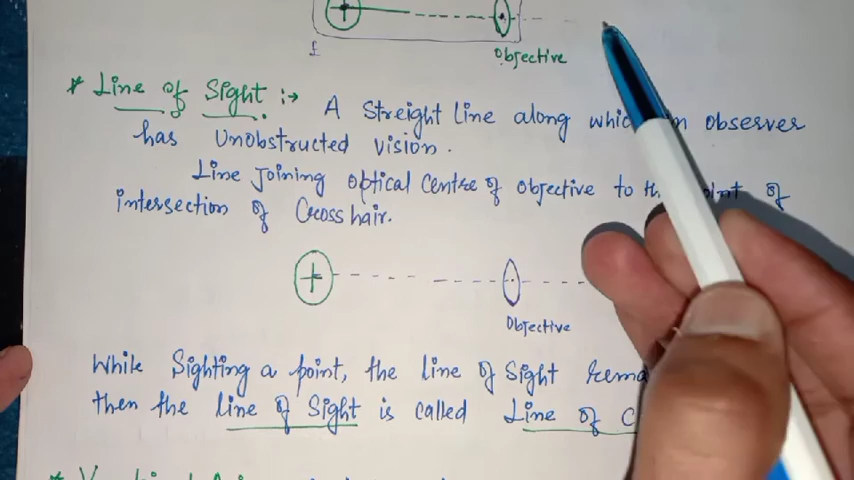 Objective
* Line of Sight :→ A Streight Line along observer
has Unobstructed vision.
Line Joining optical Centre of objective to of
intersection of Cross hair.
Objective
While Sighting a point, the line of Sight
then the line of Sight is called Line of